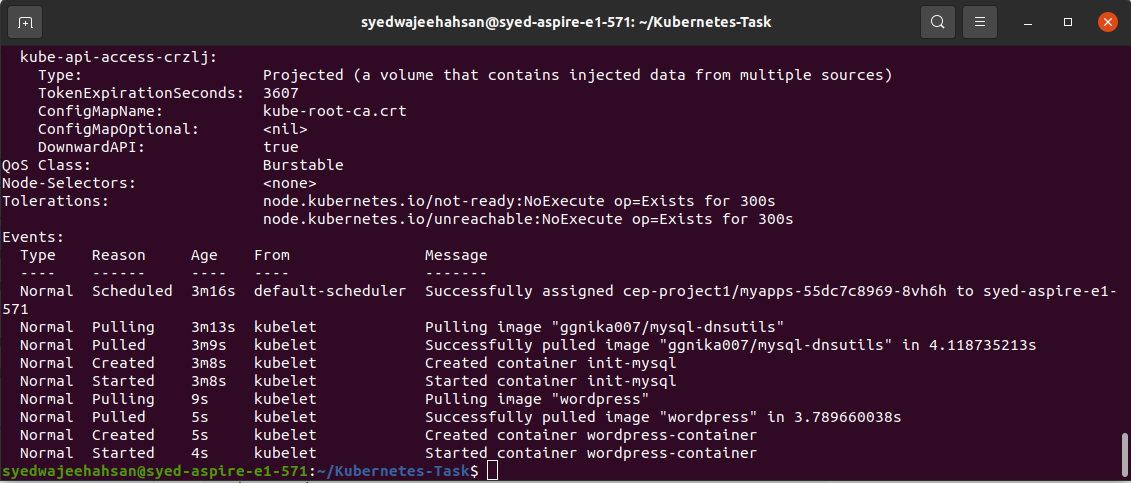 syedwajeehahsan@syed-aspire-e1-571: ~/Kubernetes-Task
kube-api-access-crzlj:
Type: Projected (a volume that contains injected data from multiple sources)
TokenExpirationSeconds: 3607
ConfigMapName: kube-root-ca.crt
ConfigMapOptional: <nil>
DownwardAPI: true
QoS Class: Burstable
Node-Selectors: <none>
Tolerations: node.kubernetes.io/not-ready:NoExecute op=Exists for 300s
node.kubernetes.io/unreachable:NoExecute op=Exists for 300s
Events:
Type Reason Age From Message
---- ------ ---- ---- -------
Normal Scheduled 3m16s default-scheduler Successfully assigned cep-project1/myapps-55dc7c8969-8vh6h to syed-aspire-e1-
571
Normal Pulling 3m13s kubelet Pulling image "ggnika007/mysql-dnsutils"
Normal Pulled 3m9s kubelet Successfully pulled image "ggnika007/mysql-dnsutils" in 4.118735213s
Normal Created 3m8s kubelet Created container init-mysql
Normal Started 3m8s kubelet Started container init-mysql
Normal Pulling 9s kubelet Pulling image "wordpress"
Normal Pulled 5s kubelet Successfully pulled image "wordpress" in 3.789660038s
Normal Created 5s kubelet Created container wordpress-container
Normal Started 4s kubelet Started container wordpress-container
syedwajeehahsan@syed-aspire-e1-571:~/Kubernetes-Task$